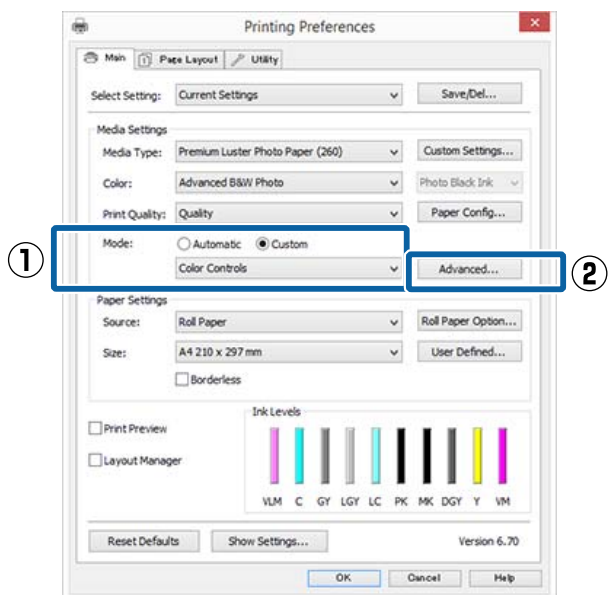 Printing Preferences
Main Page Layout Utility
Select Setting: Current Settings Save/Del...
Media Settings
Media Type: Premium Luster Photo Paper (260) Custom Settings...
Color: Advanced B&W Photo Photo Black Ink
Print Quality: Quality Paper Config...
Mode: Automatic Custom
① Color Controls Advanced... ②
Paper Settings
Source: Roll Paper Roll Paper Option...
Size: A4 210 x 297 mm User Defined...
Borderless
Ink Levels
Print Preview
Layout Manager
VLM C GY LGY LC PK MK DGY Y VM
Reset Defaults Show Settings... Version 6.70
OK Cancel Help